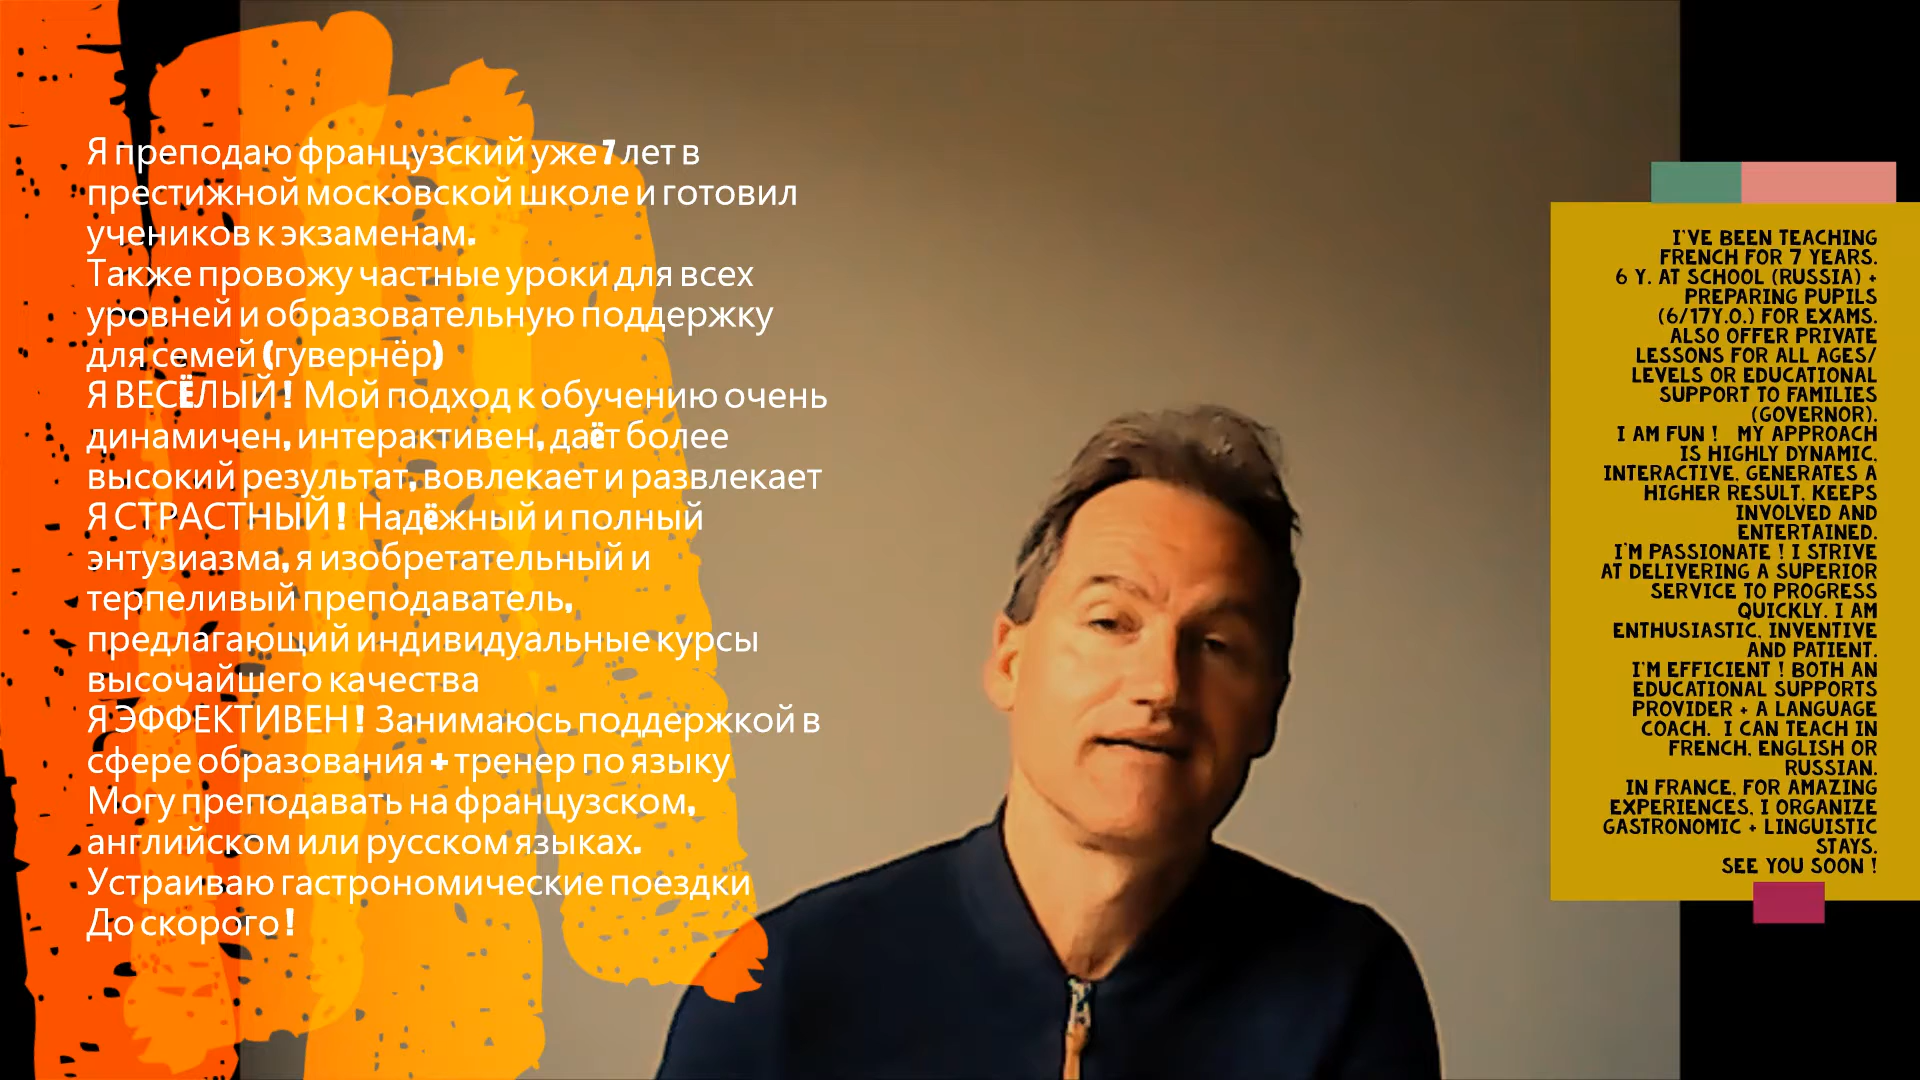 Я преподаю французский уже 7 лет в
престижной московской школе и готовил
учеников к экзаменам.
Также провожу частные уроки для всех
уровней и образовательную поддержку
для семей (гувернёр)
Я ВЕСЁЛЫЙ ! Мой подход к обучению очень
динамичен, интерактивен, даёт более
высокий результат, вовлекает и развлекает
Я СТРАСТНЫЙ ! Надёжный и полный
энтузиазма, я изобретательный и
терпеливый преподаватель,
предлагающий индивидуальные курсы
высочайшего качества
Я ЭФФЕКТИВЕН ! Занимаюсь поддержкой в
сфере образования + тренер по языку
Могу преподавать на французском,
английском или русском языках.
Устраиваю гастрономические поездки
До скорого !
I'VE BEEN TEACHING
FRENCH FOR 7 YEARS.
6 Y. AT SCHOOL (RUSSIA) +
PREPARING PUPILS
(6/17Y.O.) FOR EXAMS.
ALSO OFFER PRIVATE
LESSONS FOR ALL AGES/
LEVELS OR EDUCATIONAL
SUPPORT TO FAMILIES
(GOVERNOR).
I AM FUN ! MY APPROACH
IS HIGHLY DYNAMIC,
INTERACTIVE, GENERATES A
HIGHER RESULT, KEEPS
INVOLVED AND
ENTERTAINED.
I'M PASSIONATE ! I STRIVE
AT DELIVERING A SUPERIOR
SERVICE TO PROGRESS
QUICKLY. I AM
ENTHUSIASTIC, INVENTIVE
AND PATIENT.
I'M EFFICIENT ! BOTH AN
EDUCATIONAL SUPPORTS
PROVIDER + A LANGUAGE
COACH. I CAN TEACH IN
FRENCH, ENGLISH OR
RUSSIAN.
IN FRANCE, FOR AMAZING
EXPERIENCES, I ORGANIZE
GASTRONOMIC + LINGUISTIC
STAYS.
SEE YOU SOON !